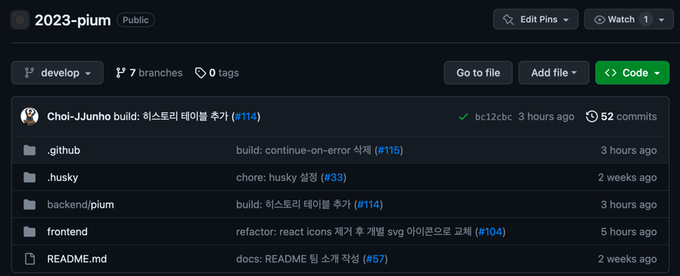 2023-pium Public Edit Pins Watch 1
develop 7 branches 0 tags Go to file Add file Code
Choi-JJunho build: 히스토리 테이블 추가 (#114) bc12cbc 3 hours ago 52 commits
.github build: continue-on-error 삭제 (#115) 3 hours ago
.husky chore: husky 설정 (#33) 2 weeks ago
backend/pium build: 히스토리 테이블 추가 (#114) 3 hours ago
frontend refactor: react icons 제거 후 개별 svg 아이콘으로 교체 (#104) 5 hours ago
README.md docs: README 팀 소개 작성 (#57) 2 weeks ago